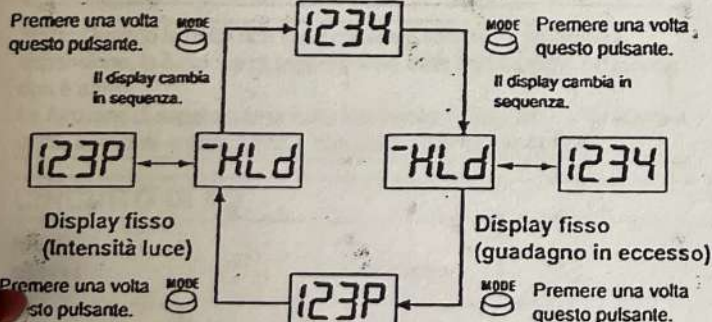 Premere una volta
questo pulsante.
MODE
1234
MODE
Premere una volta
questo pulsante.
Il display cambia
in sequenza.
Il display cambia in
sequenza.
123P
-HLd
-HLd
1234
Display fisso
(Intensità luce)
Display fisso
(guadagno in eccesso)
Premere una volta
sto pulsante.
MODE
123P
MODE
Premere una volta
questo pulsante.